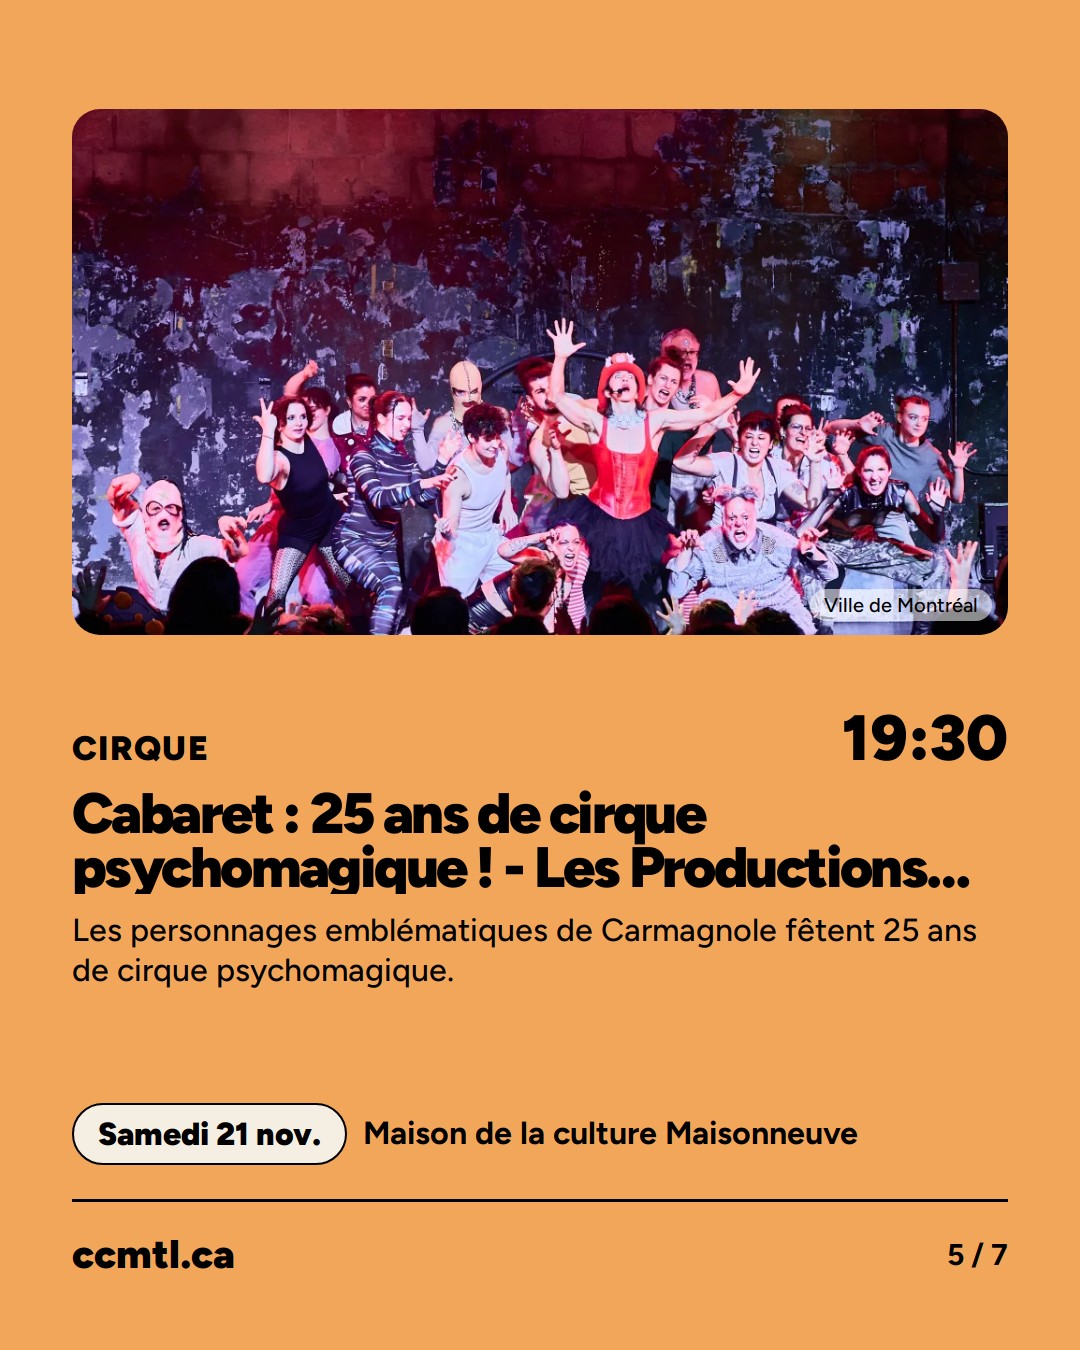 Ville de Montréal
CIRQUE
19:30
Cabaret : 25 ans de cirque
psychomagique ! - Les Productions...
Les personnages emblématiques de Carmagnole fêtent 25 ans
de cirque psychomagique.
Samedi 21 nov.
Maison de la culture Maisonneuve
ccmtl.ca
5 / 7